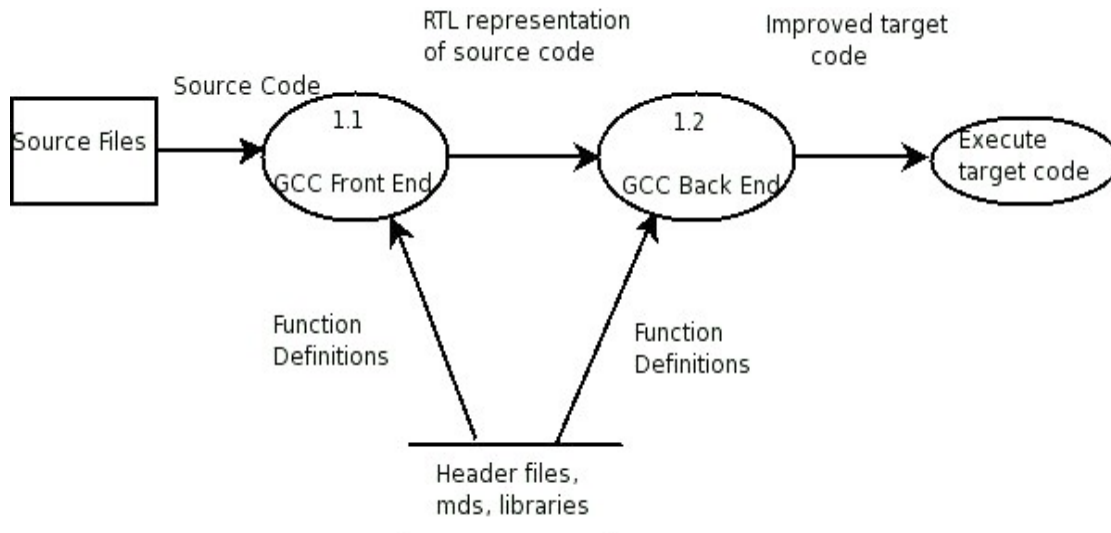 RTL representation
of source code
Improved target
code
Source Code
Source Files
1.1
GCC Front End
1.2
GCC Back End
Execute
target code
Function
Definitions
Function
Definitions
Header files,
mds, libraries